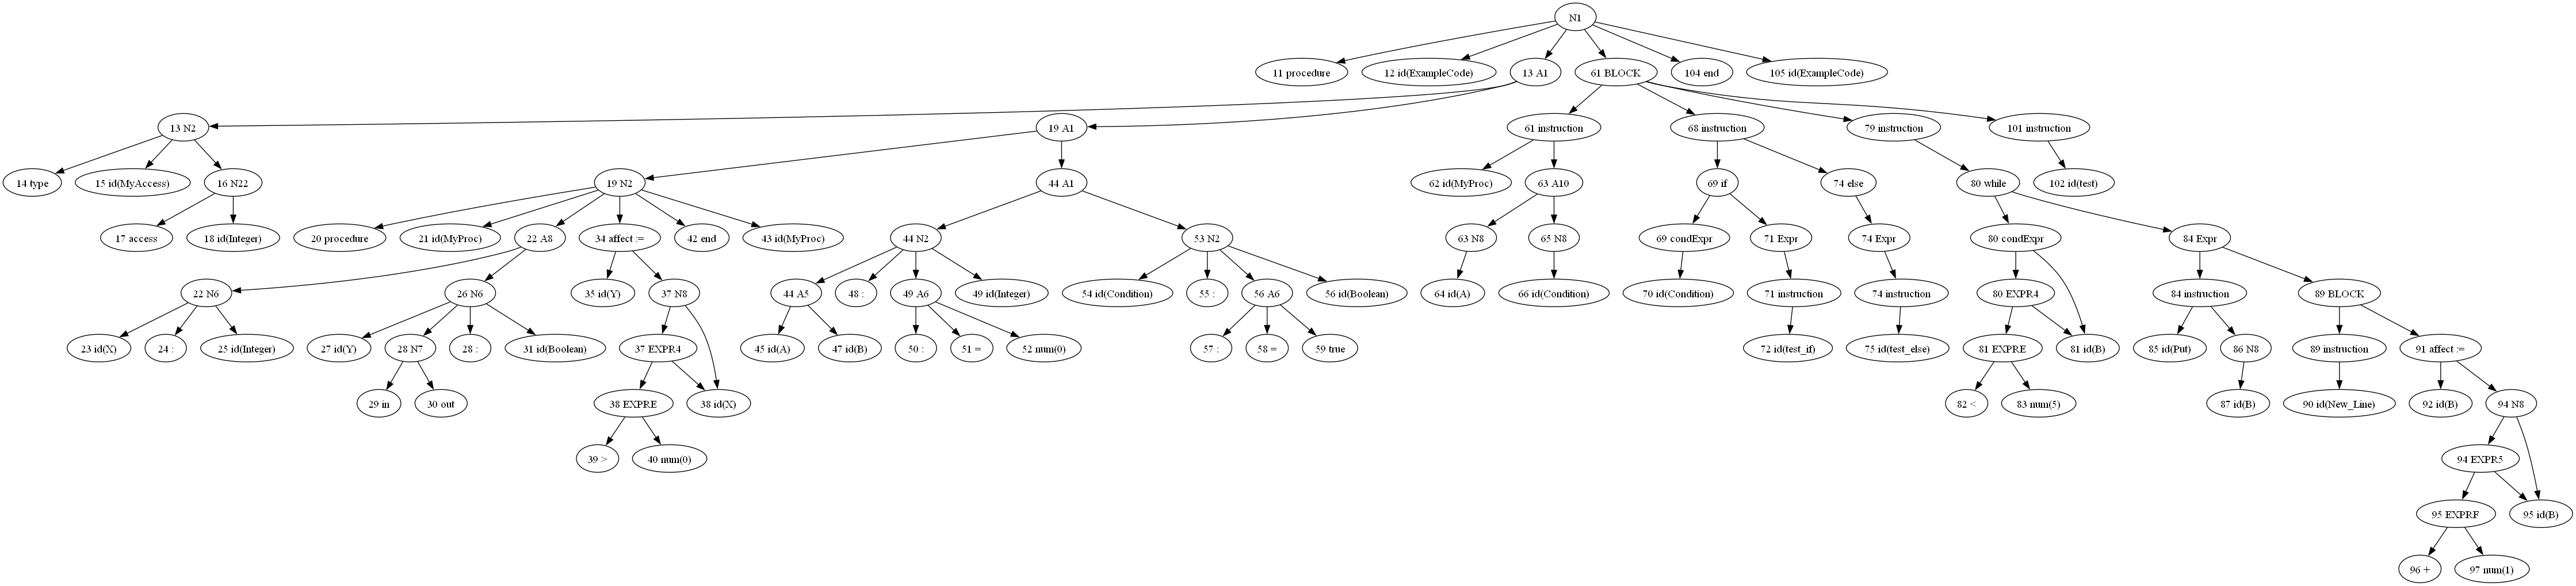 N1
11 procedure
12 id(ExampleCode)
13 A1
61 BLOCK
104 end
105 id(ExampleCode)
13 N2
19 A1
61 instruction
68 instruction
79 instruction
101 instruction
14 type
15 id(MyAccess)
16 N22
19 N2
44 A1
62 id(MyProc)
63 A10
69 if
74 else
80 while
102 id(test)
17 access
18 id(Integer)
20 procedure
21 id(MyProc)
22 A8
34 affect :=
42 end
43 id(MyProc)
44 N2
53 N2
63 N8
65 N8
69 condExpr
71 Expr
74 Expr
80 condExpr
84 Expr
22 N6
26 N6
35 id(Y)
37 N8
44 A5
48 :
49 A6
49 id(Integer)
54 id(Condition)
55 :
56 A6
56 id(Boolean)
64 id(A)
66 id(Condition)
70 id(Condition)
71 instruction
74 instruction
80 EXPR4
84 instruction
89 BLOCK
23 id(X)
24 :
25 id(Integer)
27 id(Y)
28 N7
28 :
31 id(Boolean)
37 EXPR4
45 id(A)
47 id(B)
50 :
51 =
52 num(0)
57 :
58 =
59 true
72 id(test_if)
75 id(test_else)
81 EXPRE
81 id(B)
85 id(Put)
86 N8
89 instruction
91 affect :=
29 in
30 out
38 EXPRE
38 id(X)
82 <
83 num(5)
87 id(B)
90 id(New_Line)
92 id(B)
94 N8
39 >
40 num(0)
94 EXPR5
95 EXPRF
95 id(B)
96 +
97 num(1)